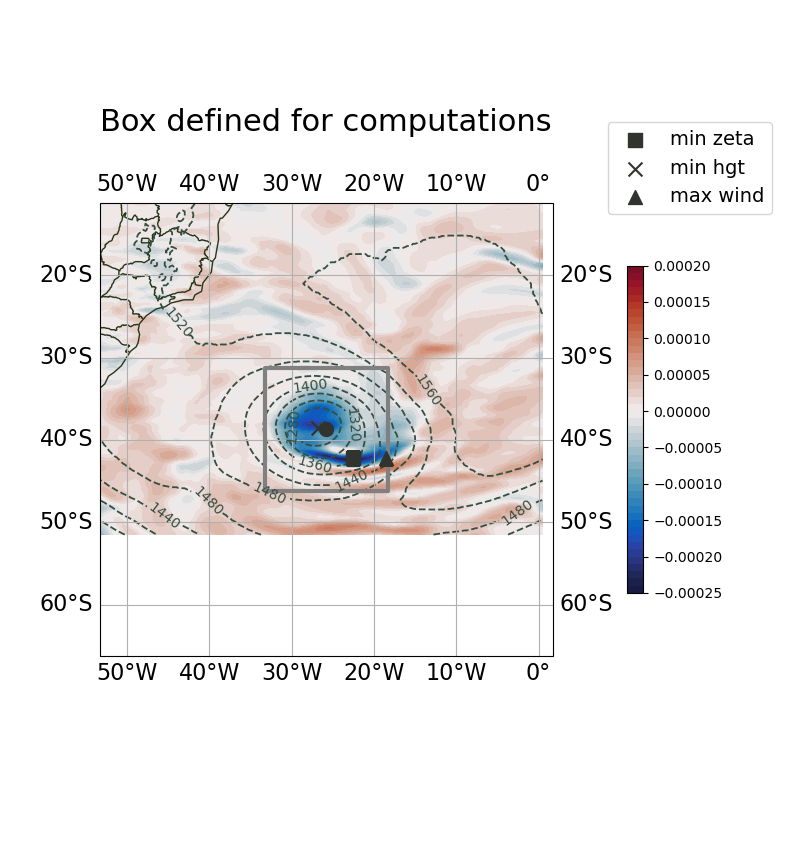 Box defined for computations
min zeta
min hgt
max wind
50°W 40°W 30°W 20°W 10°W 0°
20°S 20°S
30°S 30°S
40°S 40°S
50°S 50°S
60°S 60°S
50°W 40°W 30°W 20°W 10°W 0°
1520
1560
1400
1320
1280
1360
1440
1480
1480
1440
1480
0.00020
0.00015
0.00010
0.00005
0.00000
−0.00005
−0.00010
−0.00015
−0.00020
−0.00025